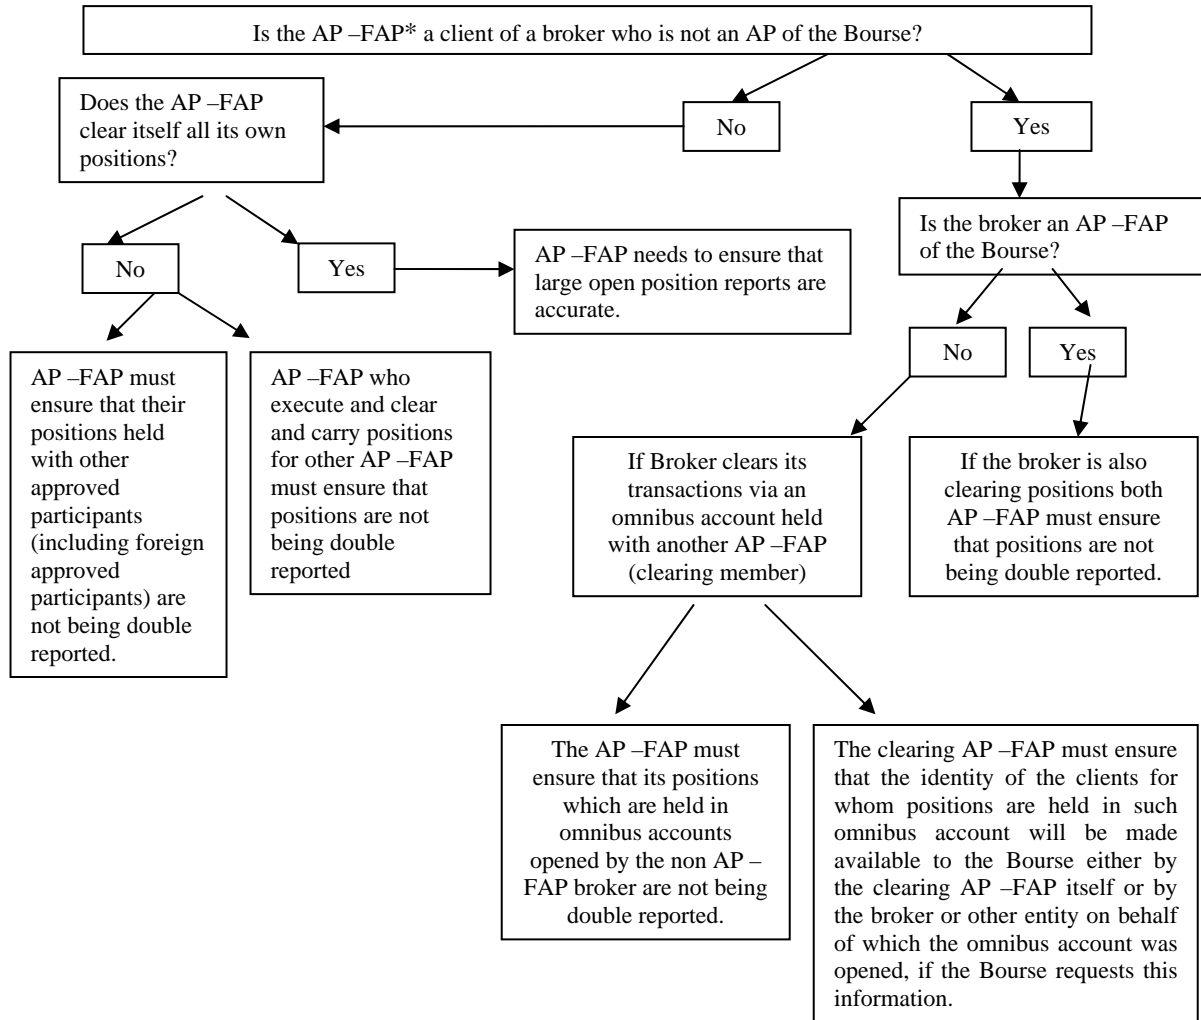 Is the AP –FAP* a client of a broker who is not an AP of the Bourse?
Does the AP –FAP
clear itself all its own
positions?
No
Yes
Is the broker an AP –FAP
of the Bourse?
No
Yes
AP –FAP needs to ensure that
large open position reports are
accurate.
No
Yes
AP –FAP must
ensure that their
positions held
with other
approved
participants
(including foreign
approved
participants) are
not being double
reported.
AP –FAP who
execute and clear
and carry positions
for other AP –FAP
must ensure that
positions are not
being double
reported
If Broker clears its
transactions via an
omnibus account held
with another AP –FAP
(clearing member)
If the broker is also
clearing positions both
AP –FAP must ensure
that positions are not
being double reported.
The AP –FAP must
ensure that its positions
which are held in
omnibus accounts
opened by the non AP –
FAP broker are not being
double reported.
The clearing AP –FAP must ensure
that the identity of the clients for
whom positions are held in such
omnibus account will be made
available to the Bourse either by
the clearing AP –FAP itself or by
the broker or other entity on behalf
of which the omnibus account was
opened, if the Bourse requests this
information.